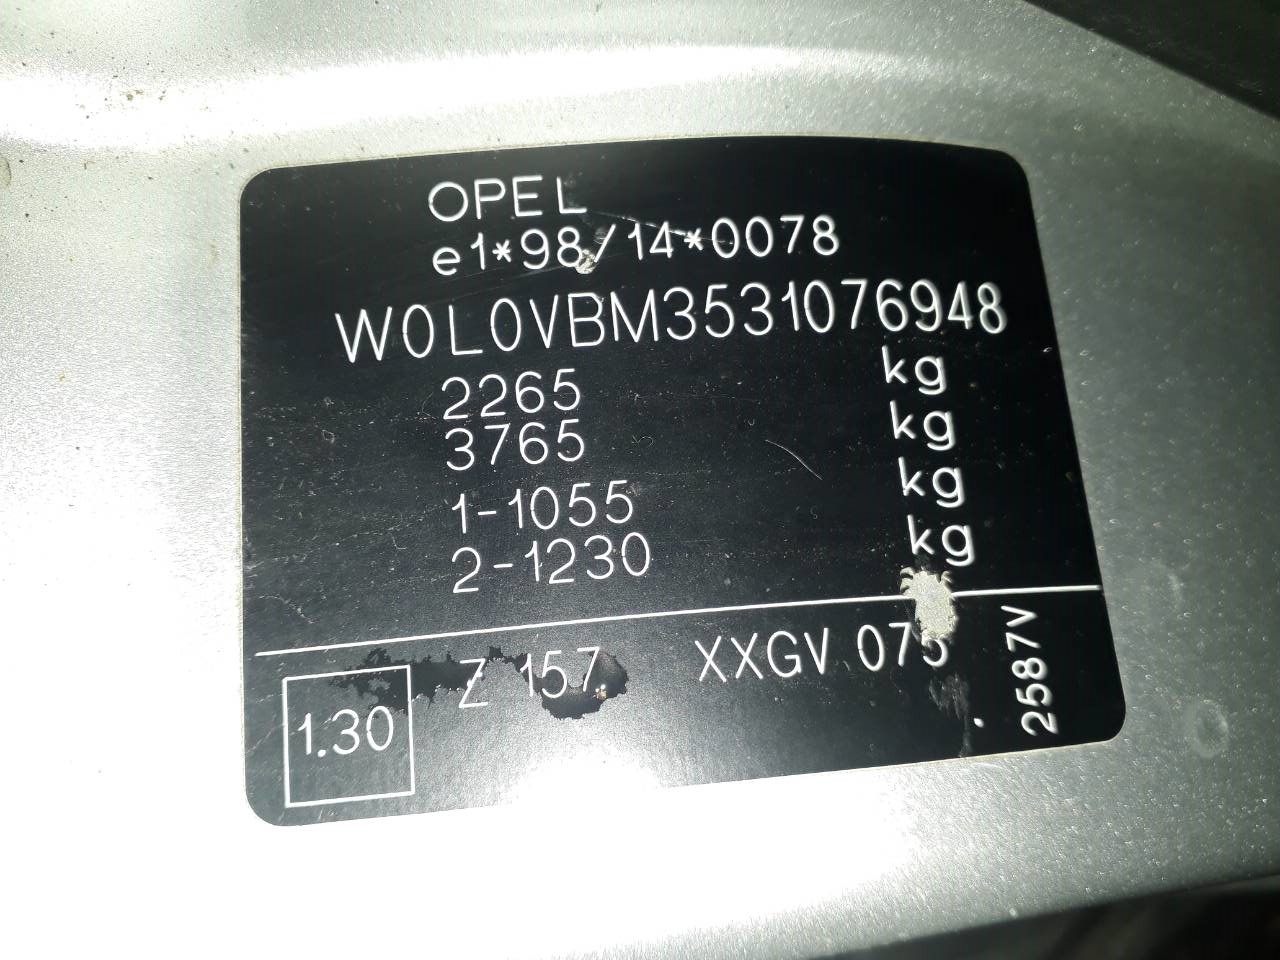 OPEL
e1*98/14*0078
W0L0VBM3531076948
2265 kg
3765 kg
1-1055 kg
2-1230 kg
1.30 Z 157 XXGV 075
2587V